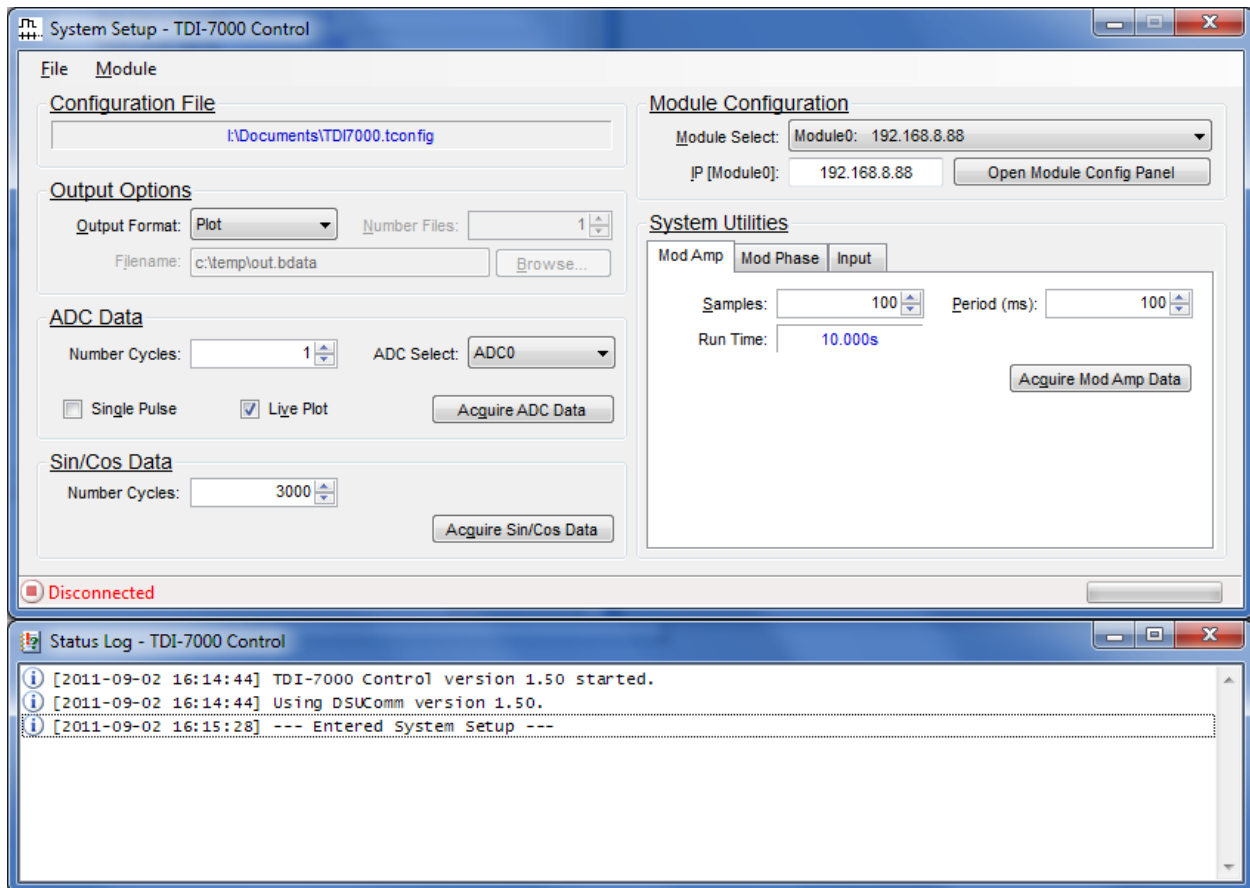 System Setup - TDI-7000 Control
File Module
Configuration File
I:\Documents\TDI7000.tconfig
Output Options
Output Format: Plot Number Files: 1
Filename: c:\temp\out.bdata Browse...
ADC Data
Number Cycles: 1 ADC Select: ADC0
Single Pulse Live Plot Acquire ADC Data
Sin/Cos Data
Number Cycles: 3000
Acquire Sin/Cos Data
Module Configuration
Module Select: Module0: 192.168.8.88
IP [Module0]: 192.168.8.88 Open Module Config Panel
System Utilities
Mod Amp Mod Phase Input
Samples: 100 Period (ms): 100
Run Time: 10.000s
Acquire Mod Amp Data
Disconnected
Status Log - TDI-7000 Control
[2011-09-02 16:14:44] TDI-7000 Control version 1.50 started.
[2011-09-02 16:14:44] Using DSUComm version 1.50.
[2011-09-02 16:15:28] --- Entered System Setup ---